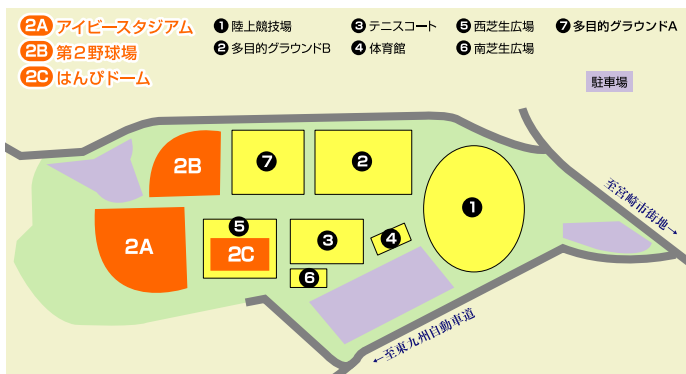 2A アイビースタジアム
2B 第2野球場
2C はんぴドーム
1 陸上競技場
2 多目的グラウンドB
3 テニスコート
4 体育館
5 西芝生広場
6 南芝生広場
7 多目的グラウンドA
駐車場
2B
7
2
1
至宮崎市街地→
2A
5
2C
3
4
6
←至東九州自動車道